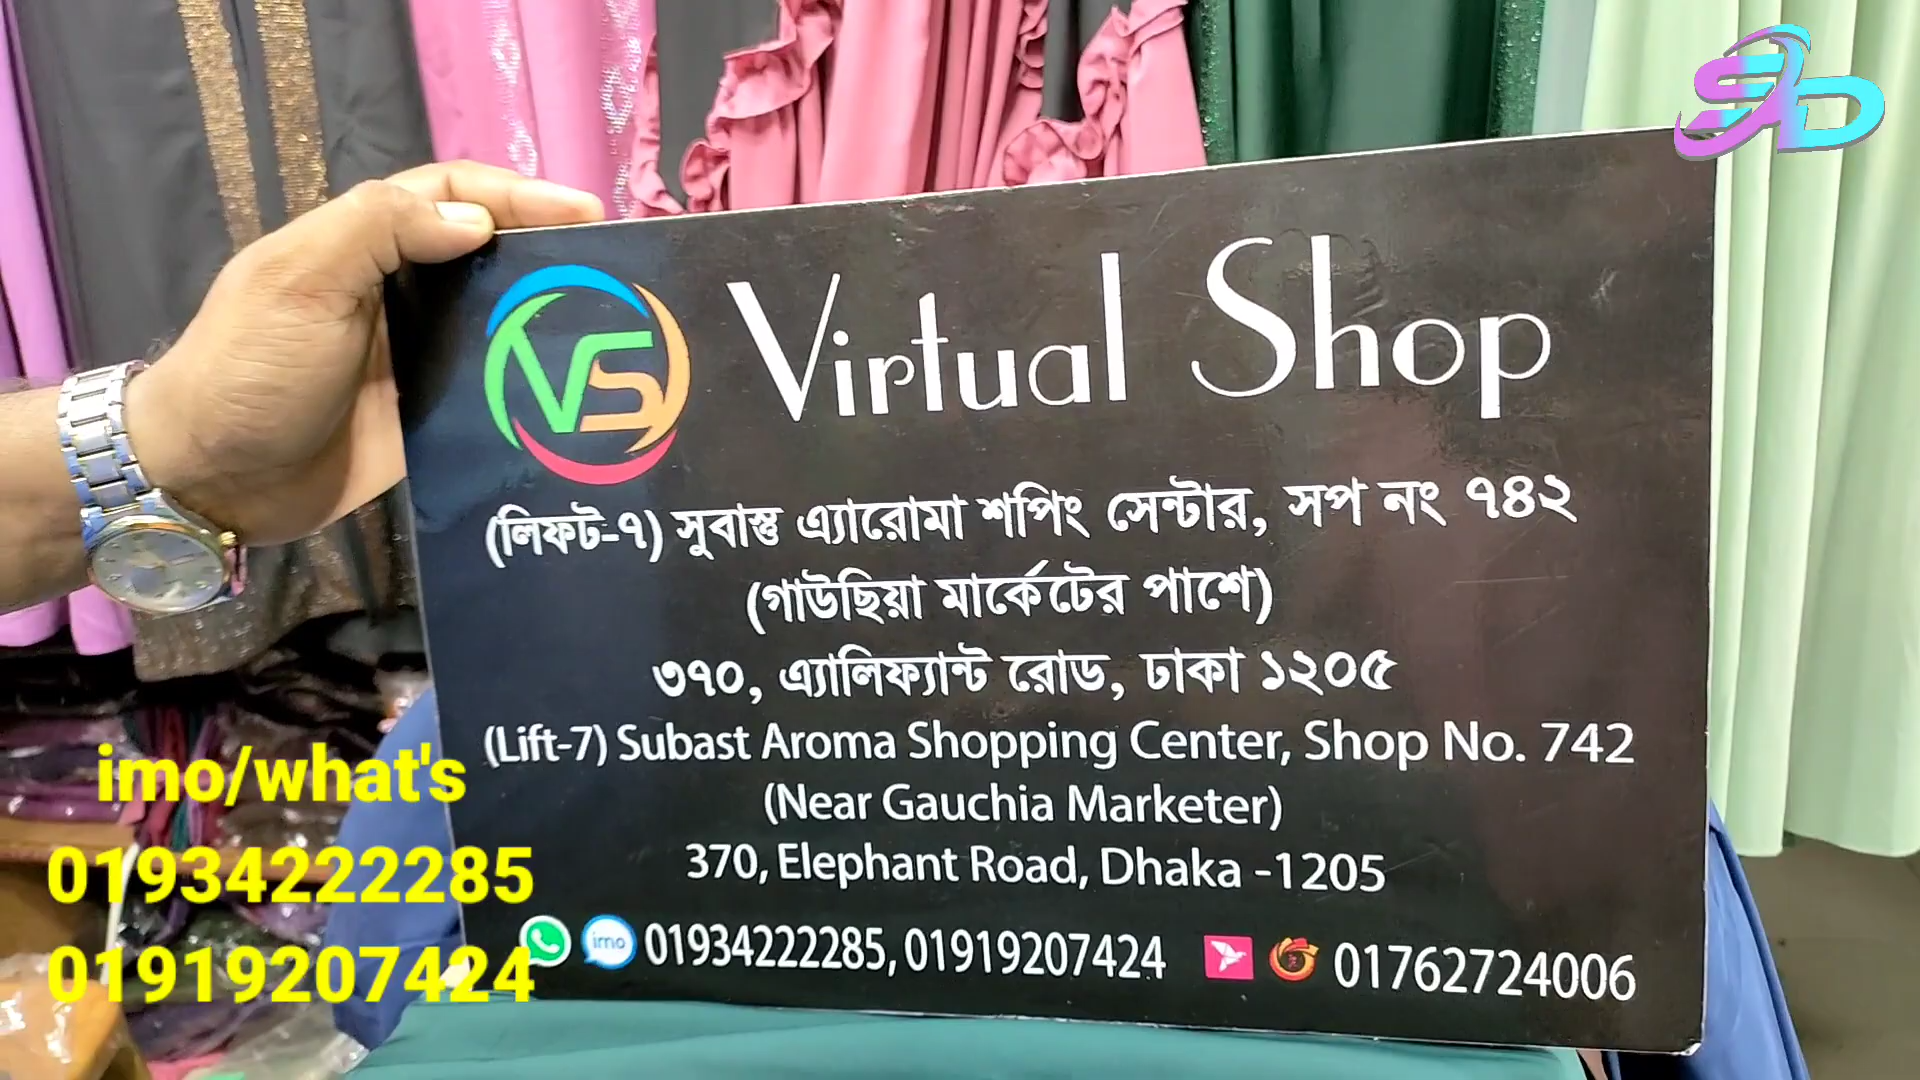 SRD
VS
Virtual Shop
(লিফট-৭) সুবাস্তু এ্যারোমা শপিং সেন্টার, সপ নং ৭৪২
(গাউছিয়া মার্কেটের পাশে)
৩৭০, এ্যালিফ্যান্ট রোড, ঢাকা ১২০৫
(Lift-7) Subast Aroma Shopping Center, Shop No. 742
(Near Gauchia Marketer)
370, Elephant Road, Dhaka -1205
imo 01934222285, 01919207424 01762724006
imo/what's
01934222285
01919207424